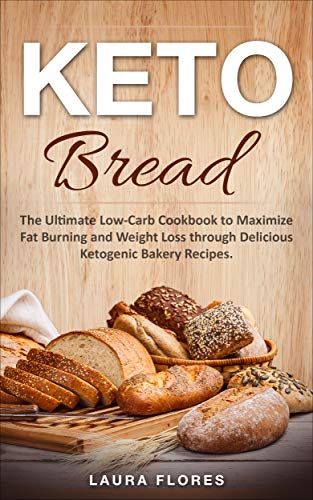 KETO
Bread
The Ultimate Low-Carb Cookbook to Maximize
Fat Burning and Weight Loss through Delicious
Ketogenic Bakery Recipes.
LAURA FLORES